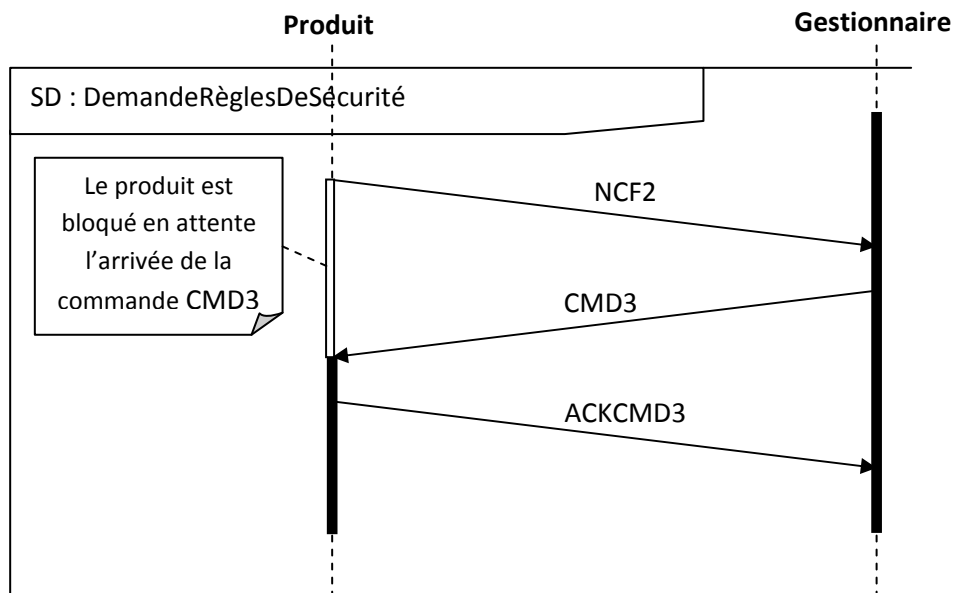 Produit
Gestionnaire
SD : DemandeRèglesDeSécurité
Le produit est
bloqué en attente
l’arrivée de la
commande CMD3
NCF2
CMD3
ACKCMD3